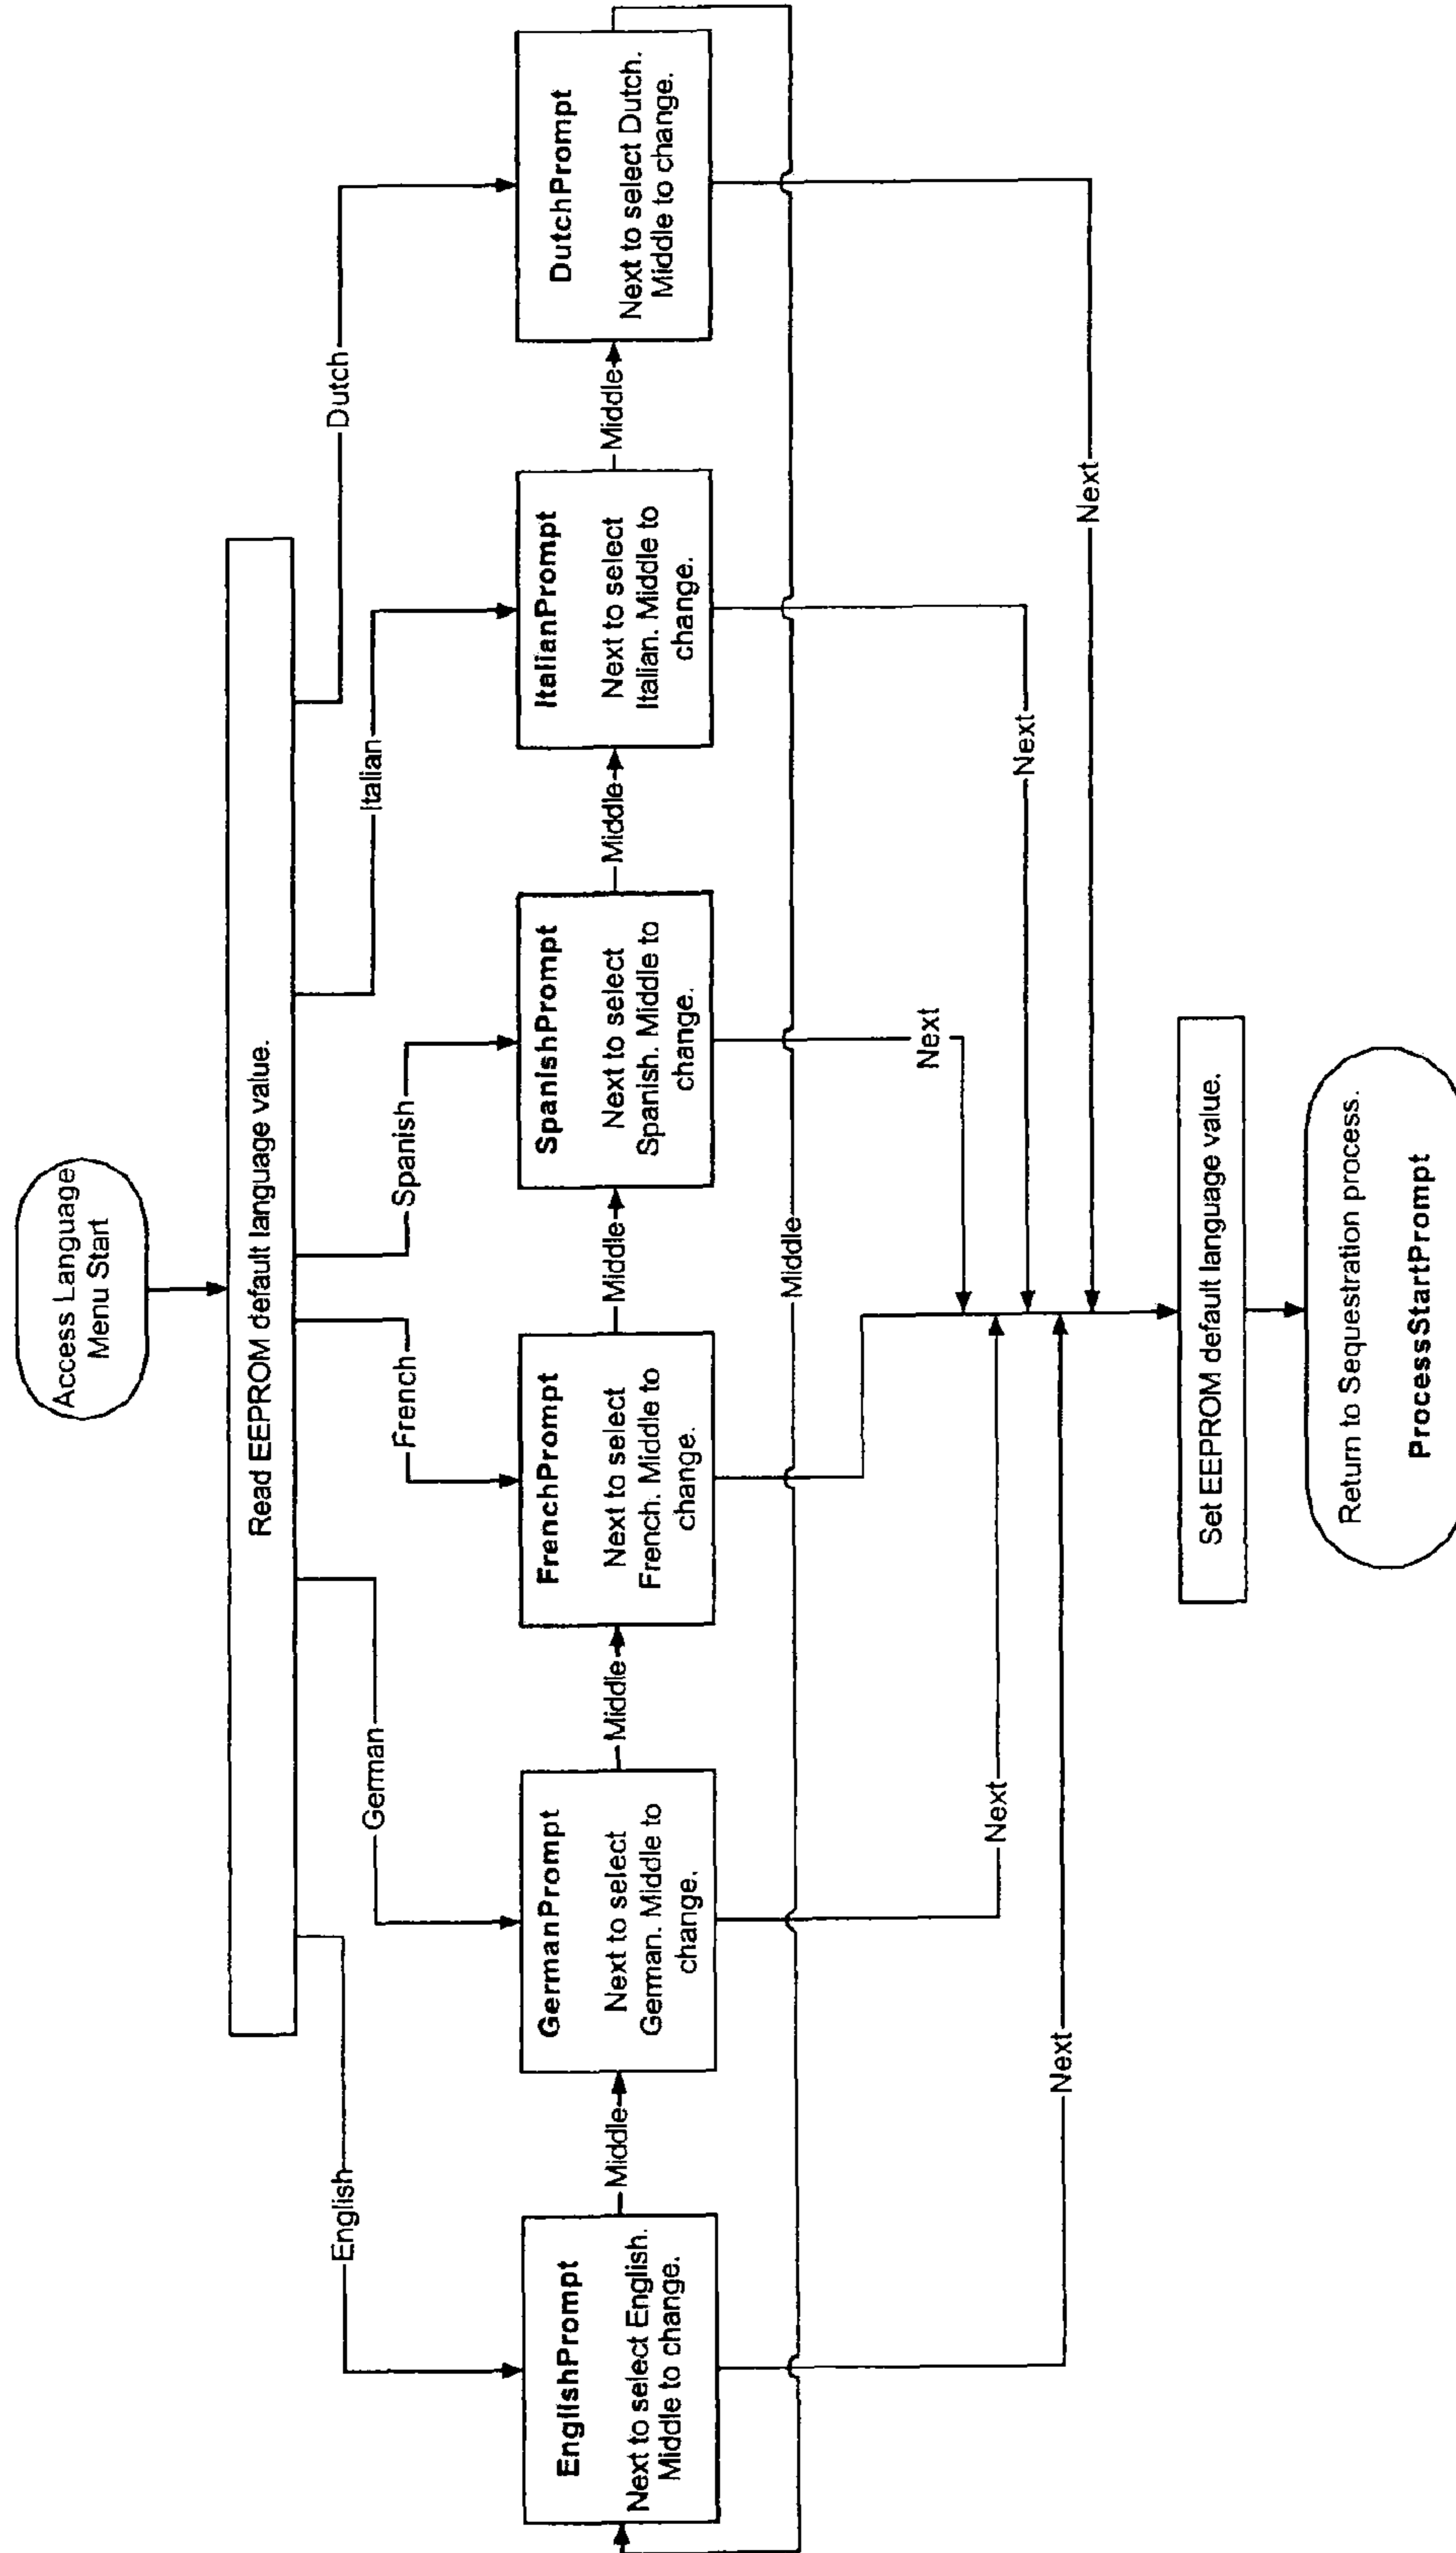 Access Language
Menu Start
Read EEPROM default language value.
English
German
French
Spanish
Italian
Dutch
EnglishPrompt
Next to select English.
Middle to change.
Middle
GermanPrompt
Next to select
German. Middle to
change.
Middle
FrenchPrompt
Next to select
French. Middle to
change.
Middle
SpanishPrompt
Next to select
Spanish. Middle to
change.
Middle
ItalianPrompt
Next to select
Italian. Middle to
change.
Middle
DutchPrompt
Next to select Dutch.
Middle to change.
Middle
Next
Next
Next
Next
Next
Set EEPROM default language value.
Return to Sequestration process.
ProcessStartPrompt